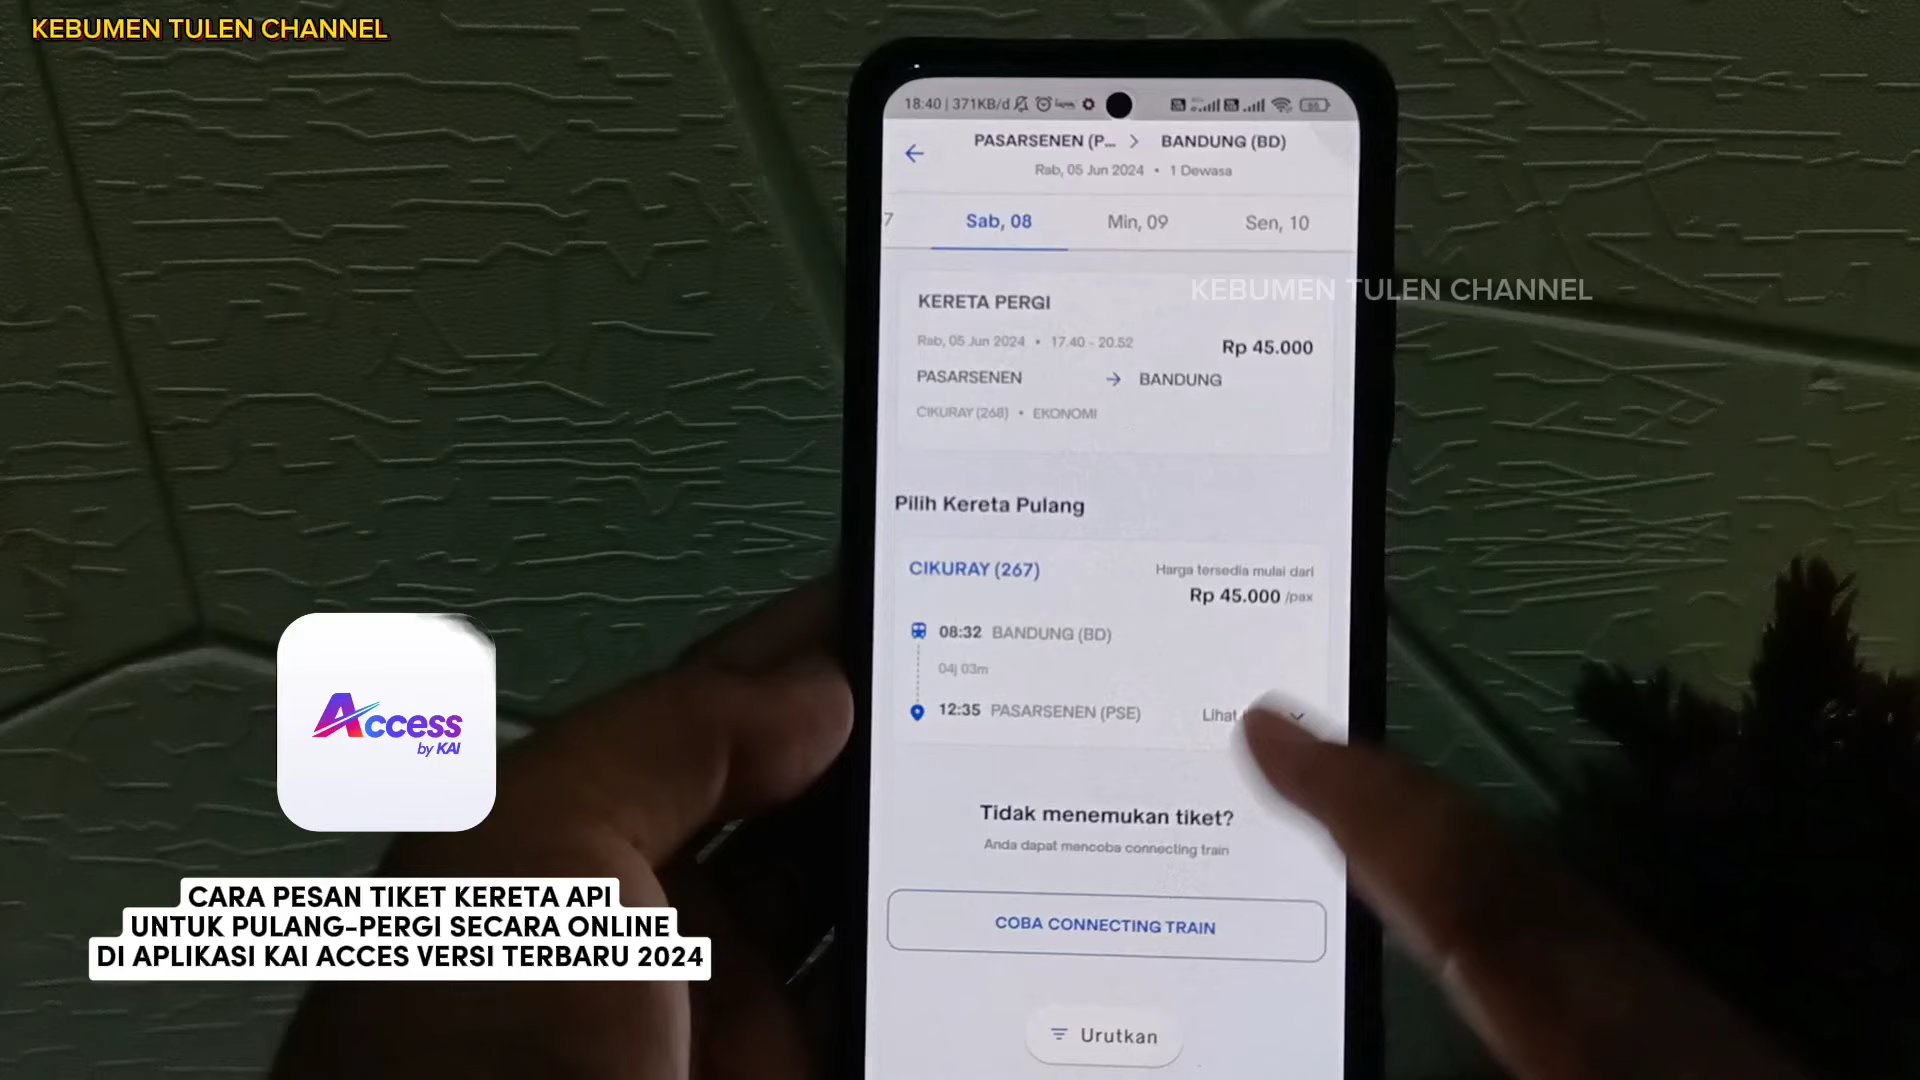 KEBUMEN TULEN CHANNEL
18:40 | 371KB/d
PASARSENEN (P... > BANDUNG (BD)
Rab, 05 Jun 2024 • 1 Dewasa
7 Sab, 08 Min, 09 Sen, 10
KEBUMEN TULEN CHANNEL
KERETA PERGI
Rab, 05 Jun 2024 • 17.40 - 20.52
Rp 45.000
PASARSENEN → BANDUNG
CIKURAY (268) • EKONOMI
Pilih Kereta Pulang
CIKURAY (267)
Harga tersedia mulai dari
Rp 45.000 /pax
08:32 BANDUNG (BD)
04j 03m
12:35 PASARSENEN (PSE)
Lihat
Tidak menemukan tiket?
Anda dapat mencoba connecting train
COBA CONNECTING TRAIN
Urutkan
Access
by KAI
CARA PESAN TIKET KERETA API
UNTUK PULANG-PERGI SECARA ONLINE
DI APLIKASI KAI ACCES VERSI TERBARU 2024